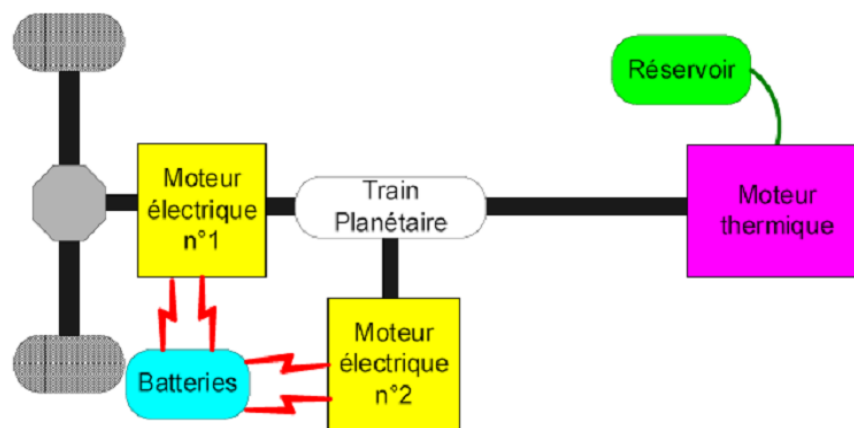 Réservoir
Moteur
électrique
n°1
Train
Planétaire
Moteur
thermique
Batteries
Moteur
électrique
n°2